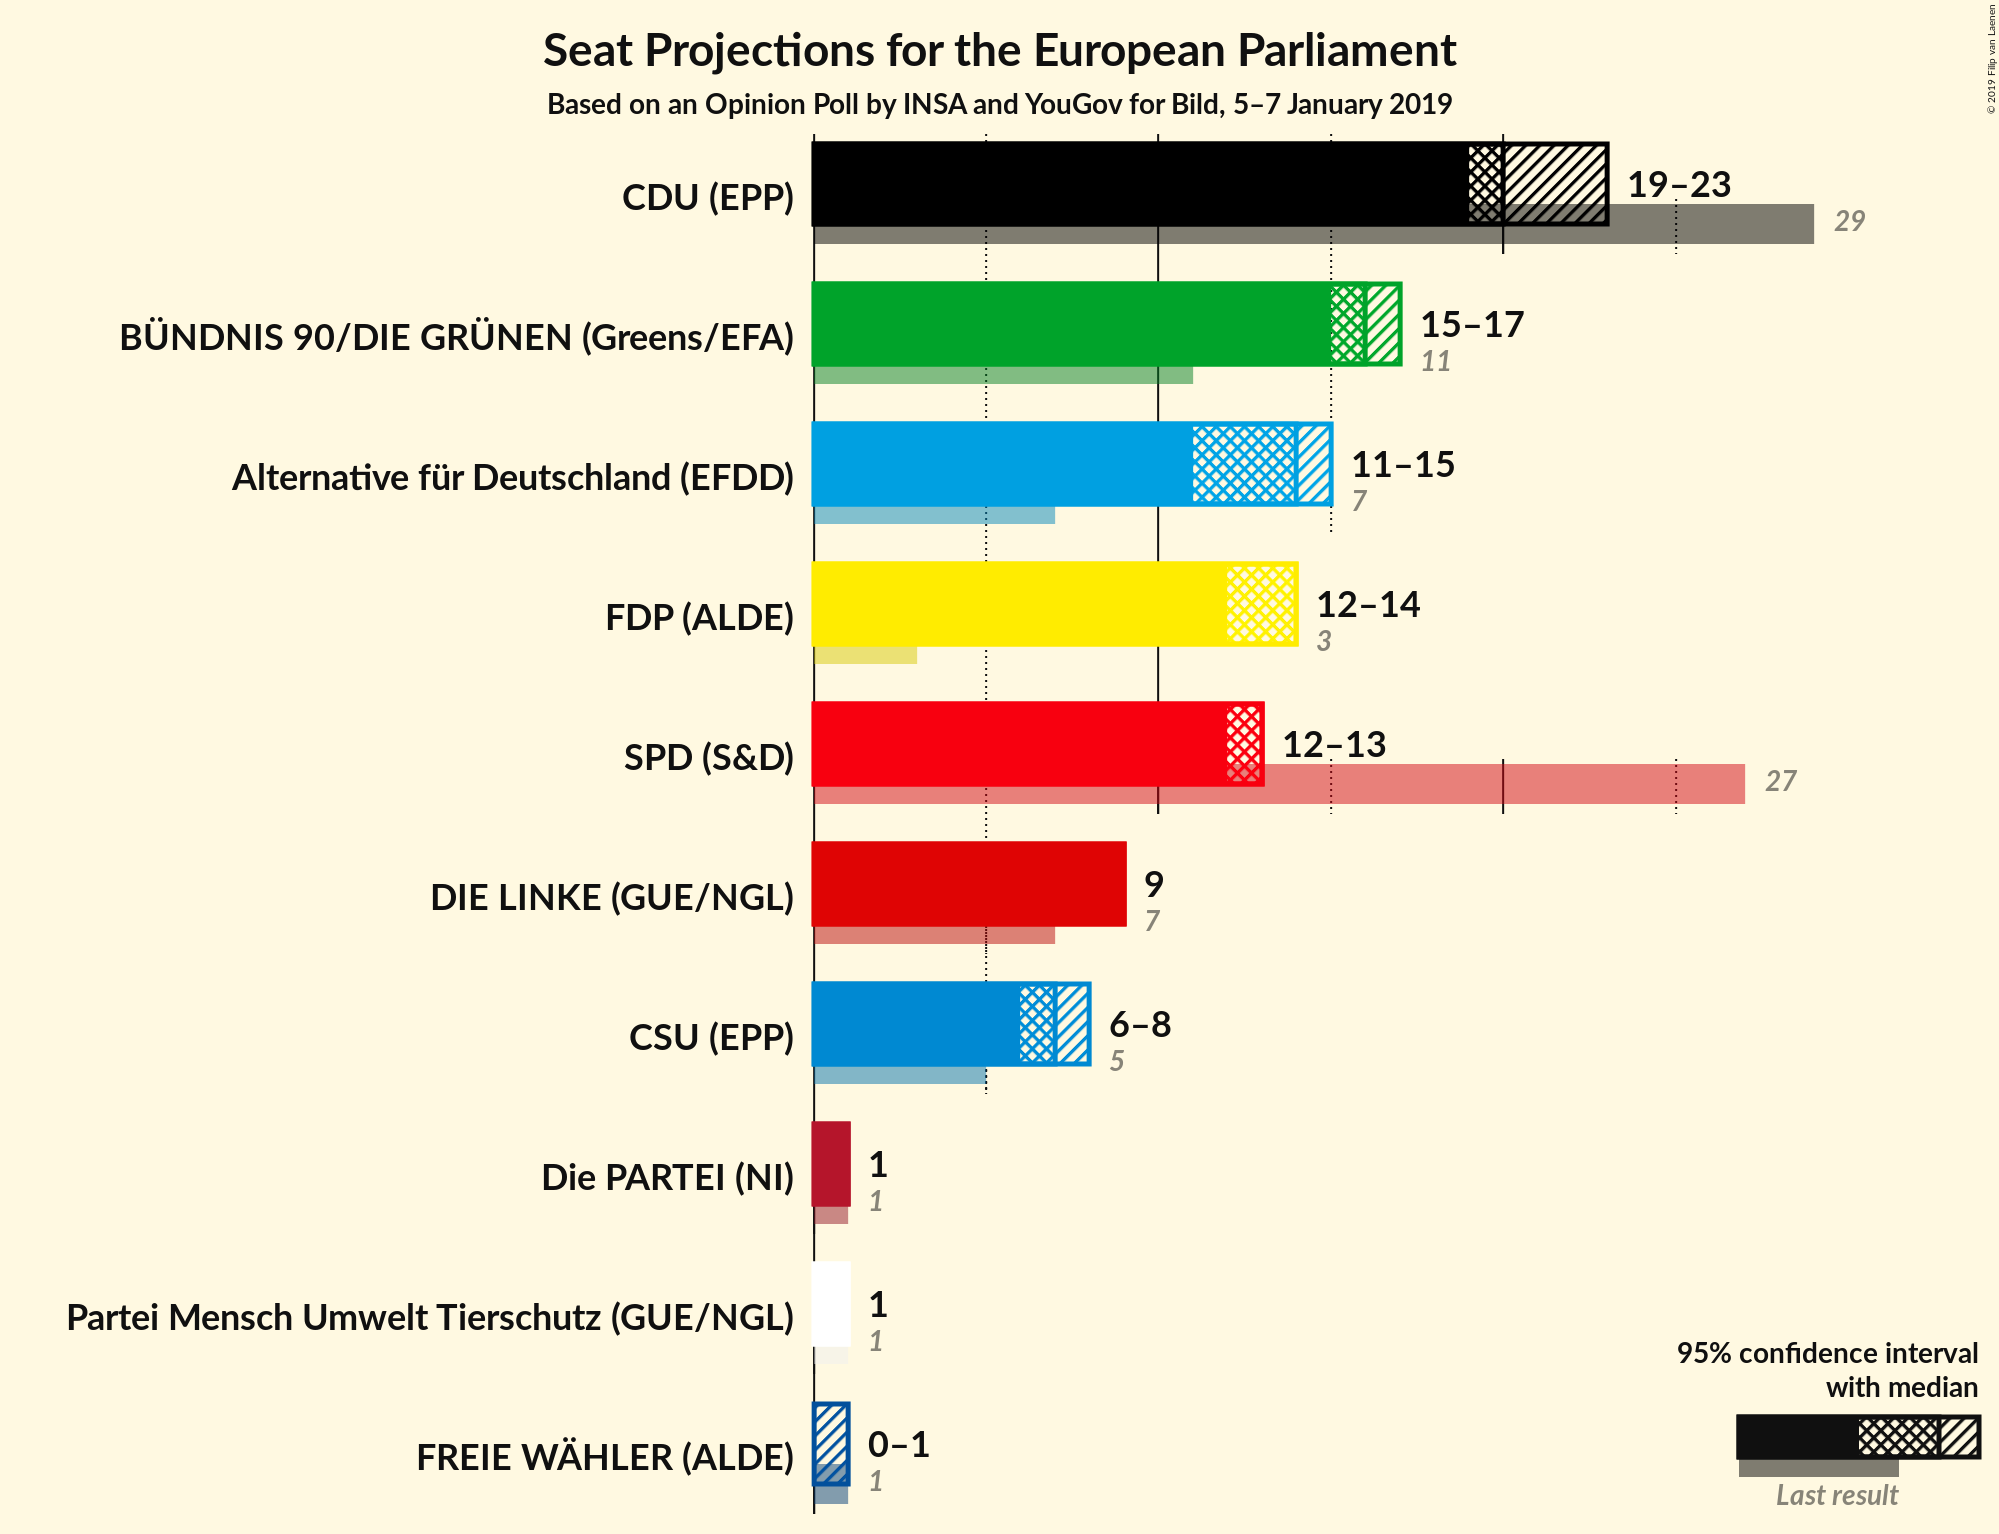 Seat Projections for the European Parliament
Based on an Opinion Poll by INSA and YouGov for Bild, 5–7 January 2019
© 2019 Filip van Laenen
CDU (EPP)
19–23
29
BÜNDNIS 90/DIE GRÜNEN (Greens/EFA)
15–17
11
Alternative für Deutschland (EFDD)
11–15
7
FDP (ALDE)
12–14
3
SPD (S&D)
12–13
27
DIE LINKE (GUE/NGL)
9
7
CSU (EPP)
6–8
5
Die PARTEI (NI)
1
1
Partei Mensch Umwelt Tierschutz (GUE/NGL)
1
1
FREIE WÄHLER (ALDE)
0–1
1
95% confidence interval
with median
Last result